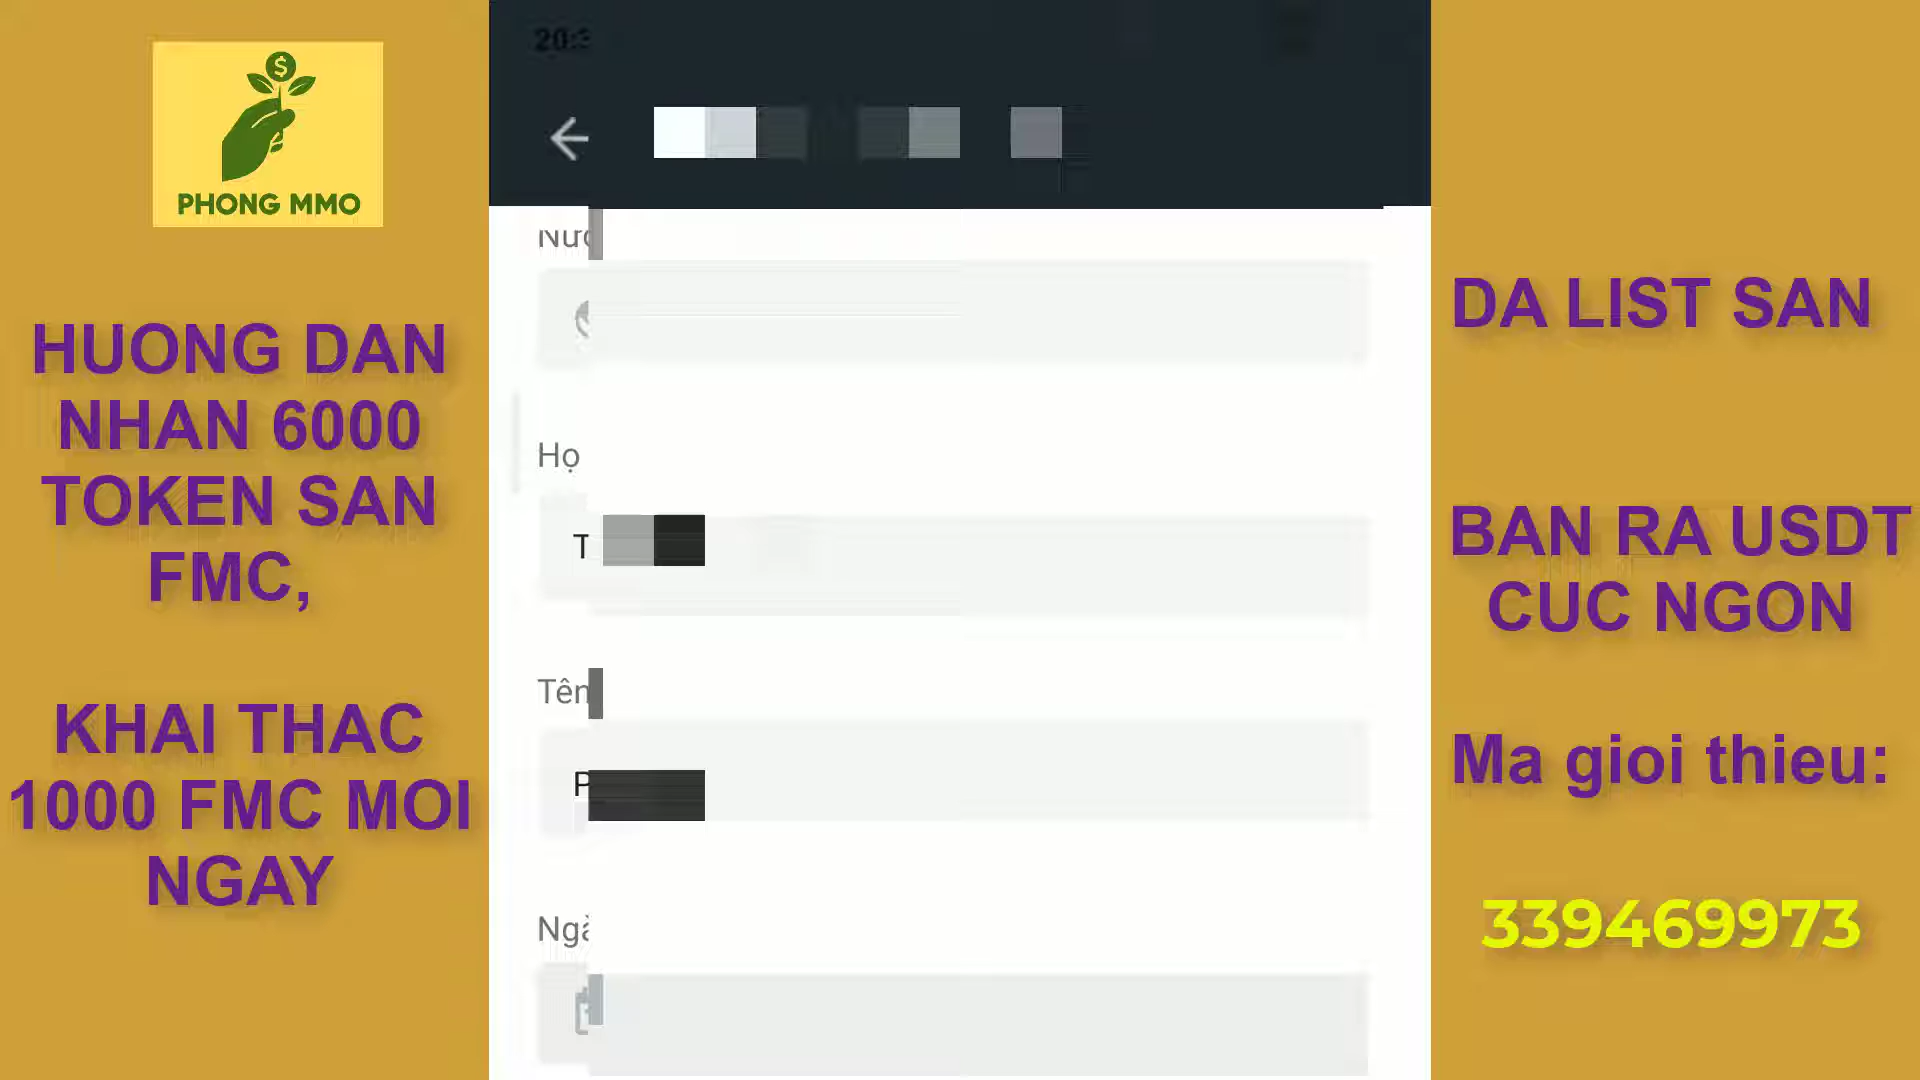 PHONG MMO
HUONG DAN
NHAN 6000
TOKEN SAN
FMC,
KHAI THAC
1000 FMC MOI
NGAY
Họ
T
Tên
P
DA LIST SAN
BAN RA USDT
CUC NGON
Ma gioi thieu:
339469973